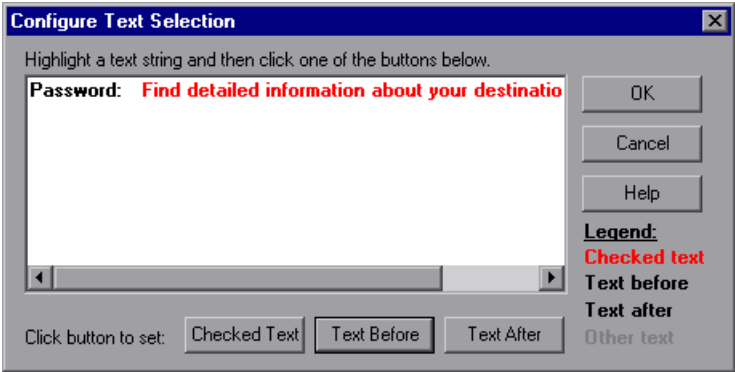 Configure Text Selection
Highlight a text string and then click one of the buttons below.
Password: Find detailed information about your destinatio
OK
Cancel
Help
Legend:
Checked text
Text before
Text after
Other text
Click button to set: Checked Text Text Before Text After